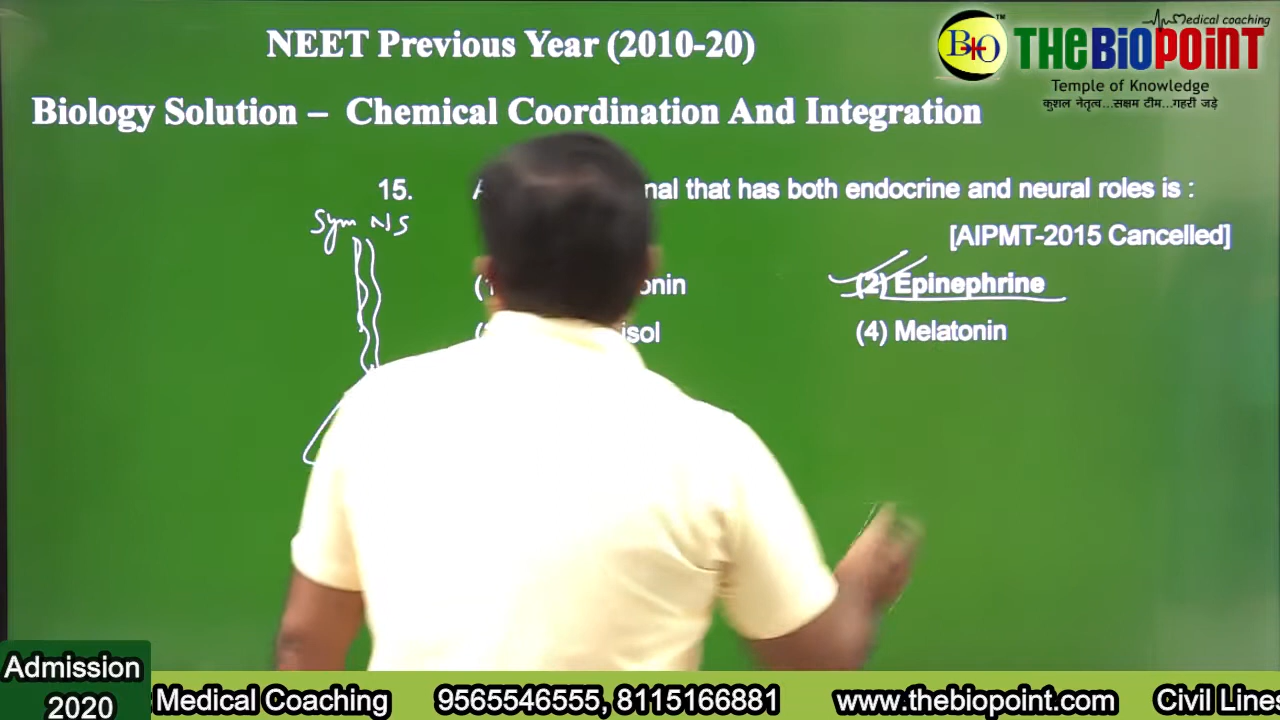 NEET Previous Year (2010-20)
Biology Solution – Chemical Coordination And Integration
Medical coaching
B+O
THEBiOPOINT
™
Temple of Knowledge
कुशल नेतृत्व...सक्षम टीम...गहरी जड़े
15. nal that has both endocrine and neural roles is :
[AIPMT-2015 Cancelled]
Sym NS
onin (2) Epinephrine
isol (4) Melatonin
Admission
2020
Medical Coaching 9565546555, 8115166881 www.thebiopoint.com Civil Lines